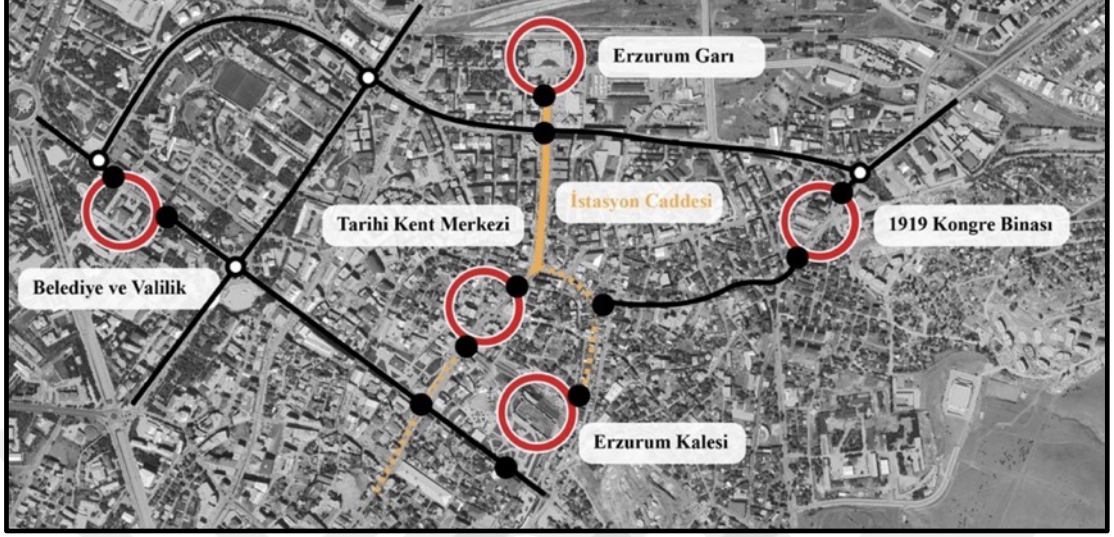 Erzurum Garı
İstasyon Caddesi
Tarihi Kent Merkezi
1919 Kongre Binası
Belediye ve Valilik
Erzurum Kalesi